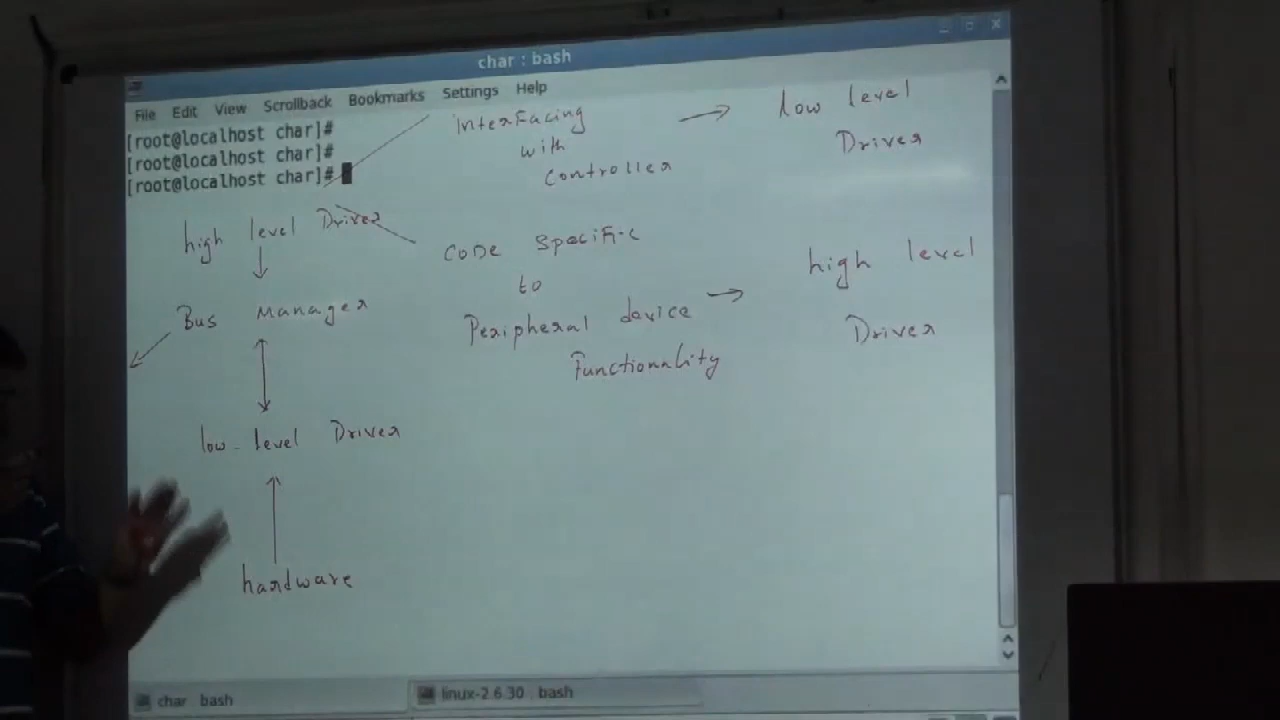 char : bash
File Edit View Scrollback Bookmarks Settings Help
[root@localhost char]#
[root@localhost char]#
[root@localhost char]#
Interfacing
with
Controller
→ low level
Driver
high level Driver
↓
Bus Manager
↕
low-level Driver
↑
hardware
Code Specific
to
Peripheral device
Functionality
→ high level
Driver
char bash
linux-2.6.30 bash